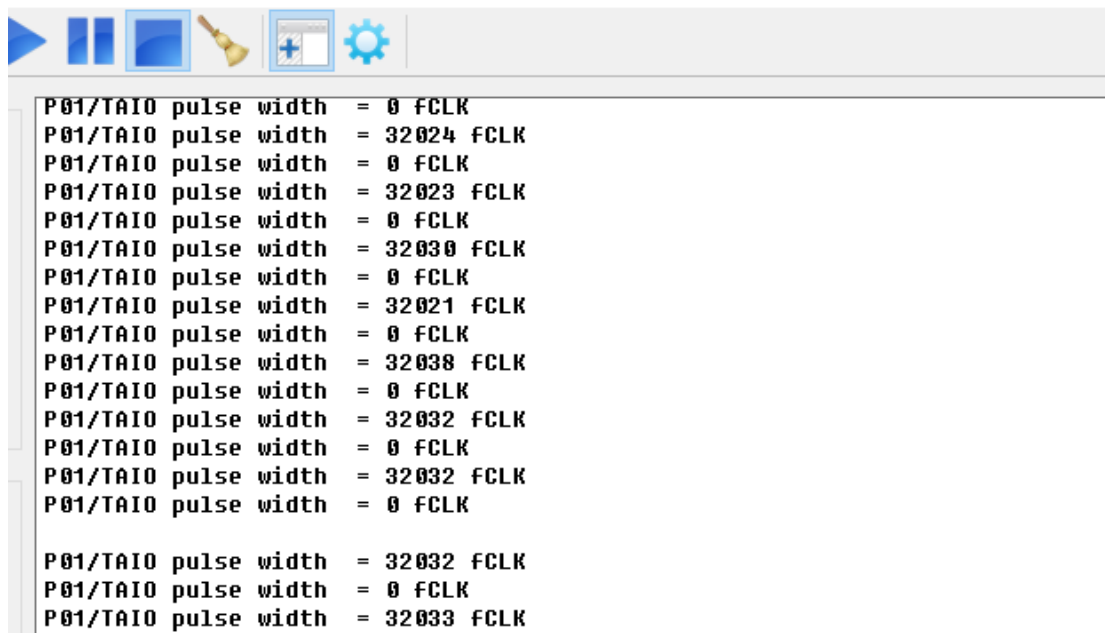 P01/TAIO pulse width  = 0 fCLK
P01/TAIO pulse width  = 32024 fCLK
P01/TAIO pulse width  = 0 fCLK
P01/TAIO pulse width  = 32023 fCLK
P01/TAIO pulse width  = 0 fCLK
P01/TAIO pulse width  = 32030 fCLK
P01/TAIO pulse width  = 0 fCLK
P01/TAIO pulse width  = 32021 fCLK
P01/TAIO pulse width  = 0 fCLK
P01/TAIO pulse width  = 32038 fCLK
P01/TAIO pulse width  = 0 fCLK
P01/TAIO pulse width  = 32032 fCLK
P01/TAIO pulse width  = 0 fCLK
P01/TAIO pulse width  = 32032 fCLK
P01/TAIO pulse width  = 0 fCLK
P01/TAIO pulse width  = 32032 fCLK
P01/TAIO pulse width  = 0 fCLK
P01/TAIO pulse width  = 32033 fCLK